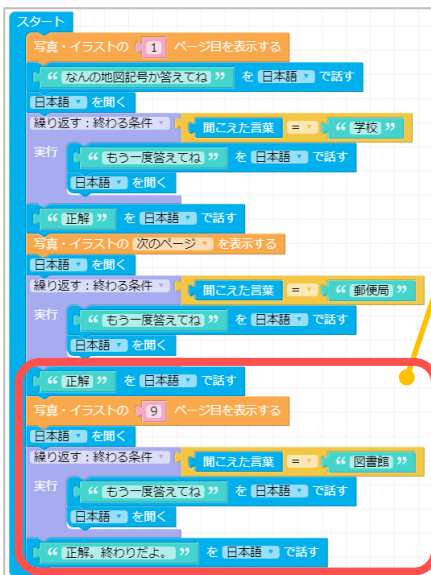 スタート
写真・イラストの 1 ページ目を表示する
“ なんの地図記号か答えてね ” を 日本語 で話す
日本語 を聞く
繰り返す:終わる条件 聞こえた言葉 = “ 学校 ”
実行 “ もう一度答えてね ” を 日本語 で話す
日本語 を聞く
“ 正解 ” を 日本語 で話す
写真・イラストの 次のページ を表示する
日本語 を聞く
繰り返す:終わる条件 聞こえた言葉 = “ 郵便局 ”
実行 “ もう一度答えてね ” を 日本語 で話す
日本語 を聞く
“ 正解 ” を 日本語 で話す
写真・イラストの 9 ページ目を表示する
日本語 を聞く
繰り返す:終わる条件 聞こえた言葉 = “ 図書館 ”
実行 “ もう一度答えてね ” を 日本語 で話す
日本語 を聞く
“ 正解。終わりだよ。 ” を 日本語 で話す